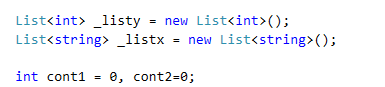 List<int> _listy = new List<int>();
List<string> _listx = new List<string>();
int cont1 = 0, cont2=0;